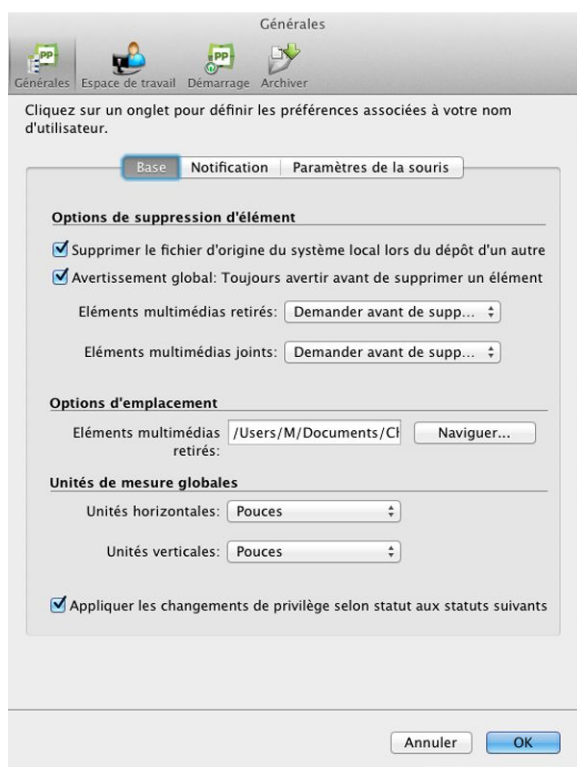 Générales
Générales Espace de travail Démarrage Archiver
Cliquez sur un onglet pour définir les préférences associées à votre nom
d'utilisateur.
Base Notification Paramètres de la souris
Options de suppression d'élément
Supprimer le fichier d'origine du système local lors du dépôt d'un autre
Avertissement global: Toujours avertir avant de supprimer un élément
Eléments multimédias retirés: Demander avant de supp...
Eléments multimédias joints: Demander avant de supp...
Options d'emplacement
Eléments multimédias /Users/M/Documents/Cl Naviguer...
retirés:
Unités de mesure globales
Unités horizontales: Pouces
Unités verticales: Pouces
Appliquer les changements de privilège selon statut aux statuts suivants
Annuler OK